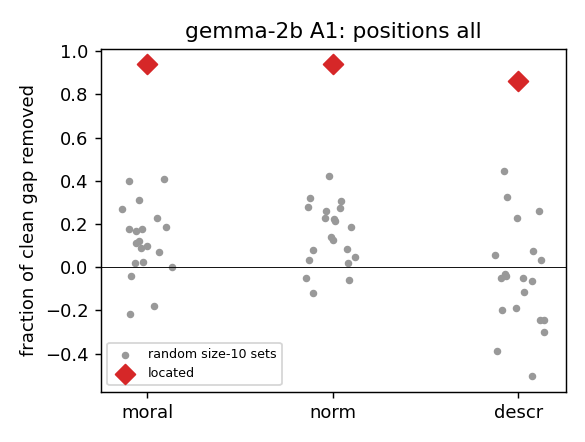 gemma-2b A1: positions all
fraction of clean gap removed
1.0
0.8
0.6
0.4
0.2
0.0
−0.2
−0.4
random size-10 sets
located
moral norm descr